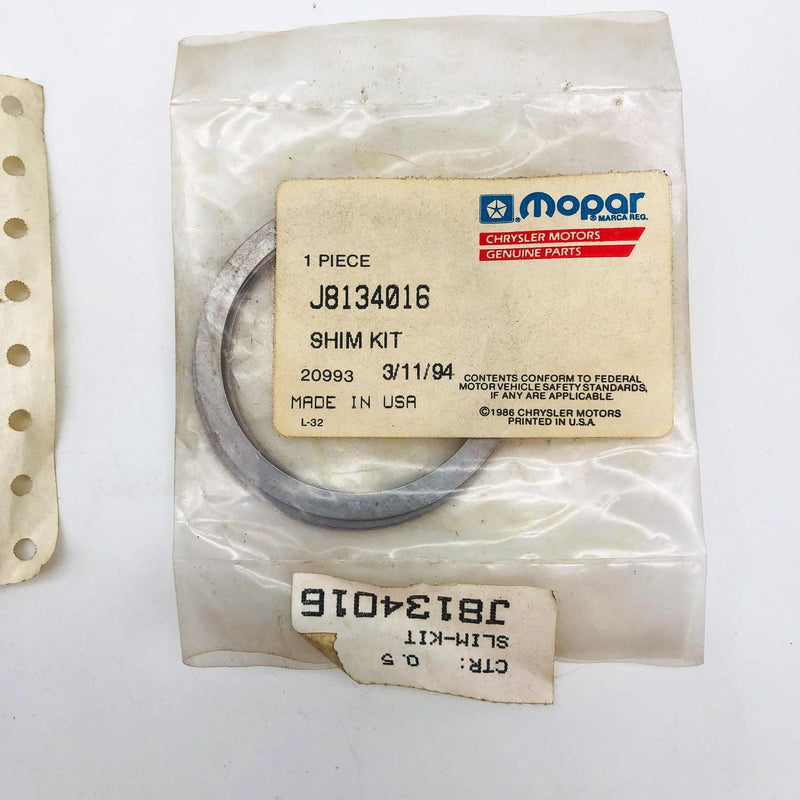 Mopar
® MARCA REG.
CHRYSLER MOTORS
GENUINE PARTS
1 PIECE
J8134016
SHIM KIT
20993 3/11/94
MADE IN USA
L-32
CONTENTS CONFORM TO FEDERAL
MOTOR VEHICLE SAFETY STANDARDS,
IF ANY ARE APPLICABLE.
©1986 CHRYSLER MOTORS
PRINTED IN U.S.A.
CTR: Q.5
SLIM-KIT
J8134016